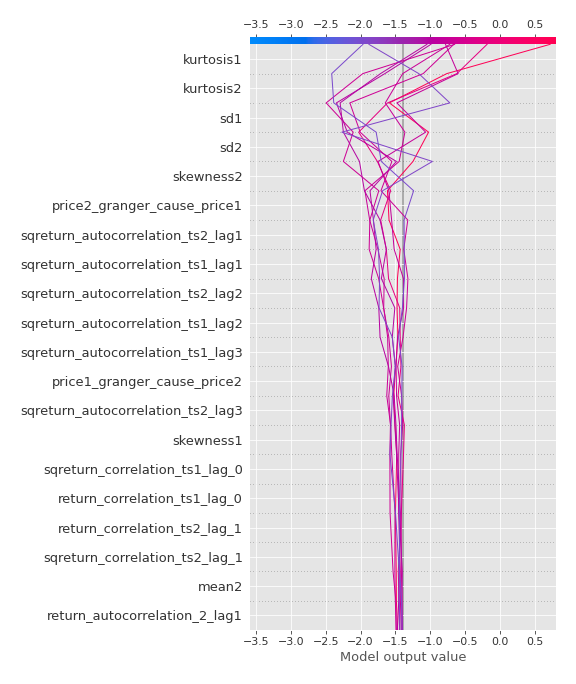 −3.5 −3.0 −2.5 −2.0 −1.5 −1.0 −0.5 0.0 0.5
kurtosis1
kurtosis2
sd1
sd2
skewness2
price2_granger_cause_price1
sqreturn_autocorrelation_ts2_lag1
sqreturn_autocorrelation_ts1_lag1
sqreturn_autocorrelation_ts2_lag2
sqreturn_autocorrelation_ts1_lag2
sqreturn_autocorrelation_ts1_lag3
price1_granger_cause_price2
sqreturn_autocorrelation_ts2_lag3
skewness1
sqreturn_correlation_ts1_lag_0
return_correlation_ts1_lag_0
return_correlation_ts2_lag_1
sqreturn_correlation_ts2_lag_1
mean2
return_autocorrelation_2_lag1
−3.5 −3.0 −2.5 −2.0 −1.5 −1.0 −0.5 0.0 0.5
Model output value